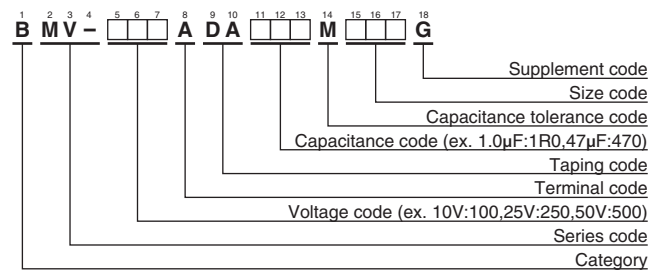 1 2 3 4 5 6 7 8 9 10 11 12 13 14 15 16 17 18
B M V – A D A M G
Supplement code
Size code
Capacitance tolerance code
Capacitance code (ex. 1.0µF:1R0,47µF:470)
Taping code
Terminal code
Voltage code (ex. 10V:100,25V:250,50V:500)
Series code
Category